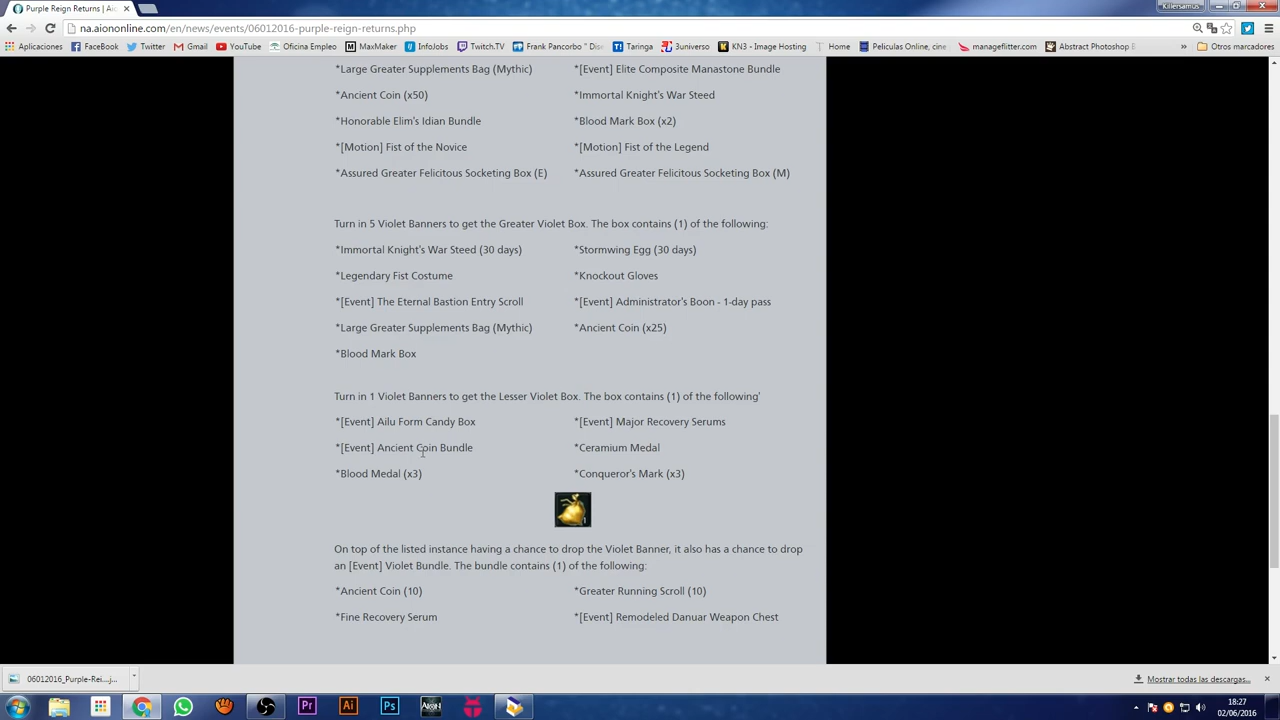 Purple Reign Returns | Aio
Killersamus
na.aiononline.com/en/news/events/06012016-purple-reign-returns.php
Aplicaciones FaceBook Twitter Gmail YouTube Oficina Empleo MaxMaker InfoJobs Twitch.TV Frank Pancorbo " Dis Taringa 3universo KN3 - Image Hosting Home Peliculas Online, cine manageflitter.com Abstract Photoshop B » Otros marcadores
*Large Greater Supplements Bag (Mythic) *[Event] Elite Composite Manastone Bundle
*Ancient Coin (x50) *Immortal Knight's War Steed
*Honorable Elim's Idian Bundle *Blood Mark Box (x2)
*[Motion] Fist of the Novice *[Motion] Fist of the Legend
*Assured Greater Felicitous Socketing Box (E) *Assured Greater Felicitous Socketing Box (M)
Turn in 5 Violet Banners to get the Greater Violet Box. The box contains (1) of the following:
*Immortal Knight's War Steed (30 days) *Stormwing Egg (30 days)
*Legendary Fist Costume *Knockout Gloves
*[Event] The Eternal Bastion Entry Scroll *[Event] Administrator's Boon - 1-day pass
*Large Greater Supplements Bag (Mythic) *Ancient Coin (x25)
*Blood Mark Box
Turn in 1 Violet Banners to get the Lesser Violet Box. The box contains (1) of the following'
*[Event] Ailu Form Candy Box *[Event] Major Recovery Serums
*[Event] Ancient Coin Bundle *Ceramium Medal
*Blood Medal (x3) *Conqueror's Mark (x3)
1
On top of the listed instance having a chance to drop the Violet Banner, it also has a chance to drop
an [Event] Violet Bundle. The bundle contains (1) of the following:
*Ancient Coin (10) *Greater Running Scroll (10)
*Fine Recovery Serum *[Event] Remodeled Danuar Weapon Chest
06012016_Purple-Rei....j... Mostrar todas las descargas...
Pr Ai Ps AION 18:27
02/06/2016